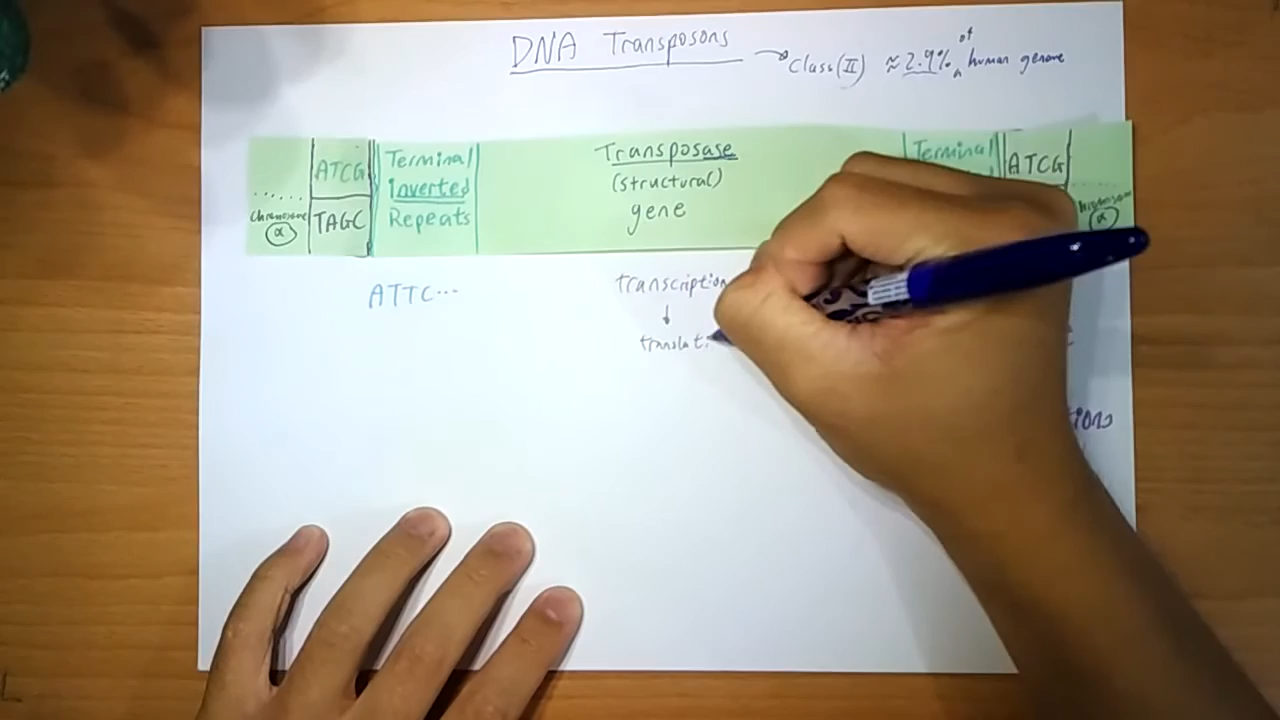 DNA Transposons
Class (II) ≈ 2.9% of human genome
ATCG
TAGC
Chromosome
α
Terminal
inverted
Repeats
Transposase
(structural)
gene
Terminal
ATCG
α
ATTC...
transcription
↓
translati